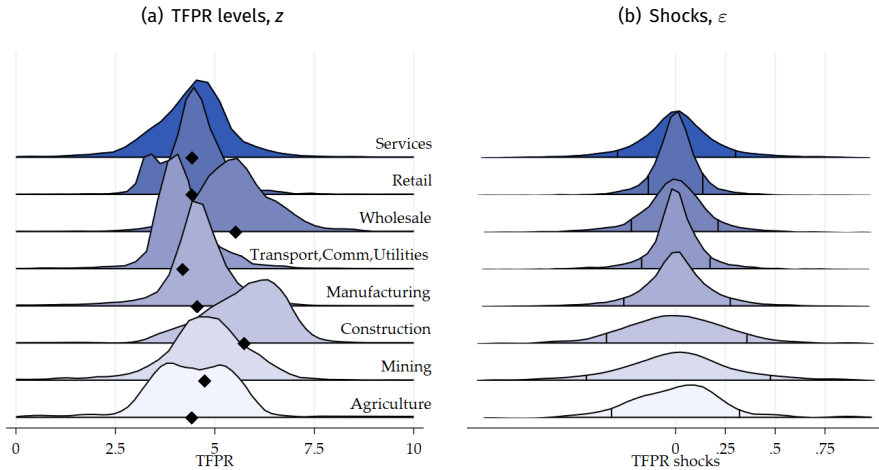 (a) TFPR levels, z
(b) Shocks, ε
Services
Retail
Wholesale
Transport,Comm,Utilities
Manufacturing
Construction
Mining
Agriculture
0 2.5 5 7.5 10
TFPR
0 .25 .5 .75
TFPR shocks